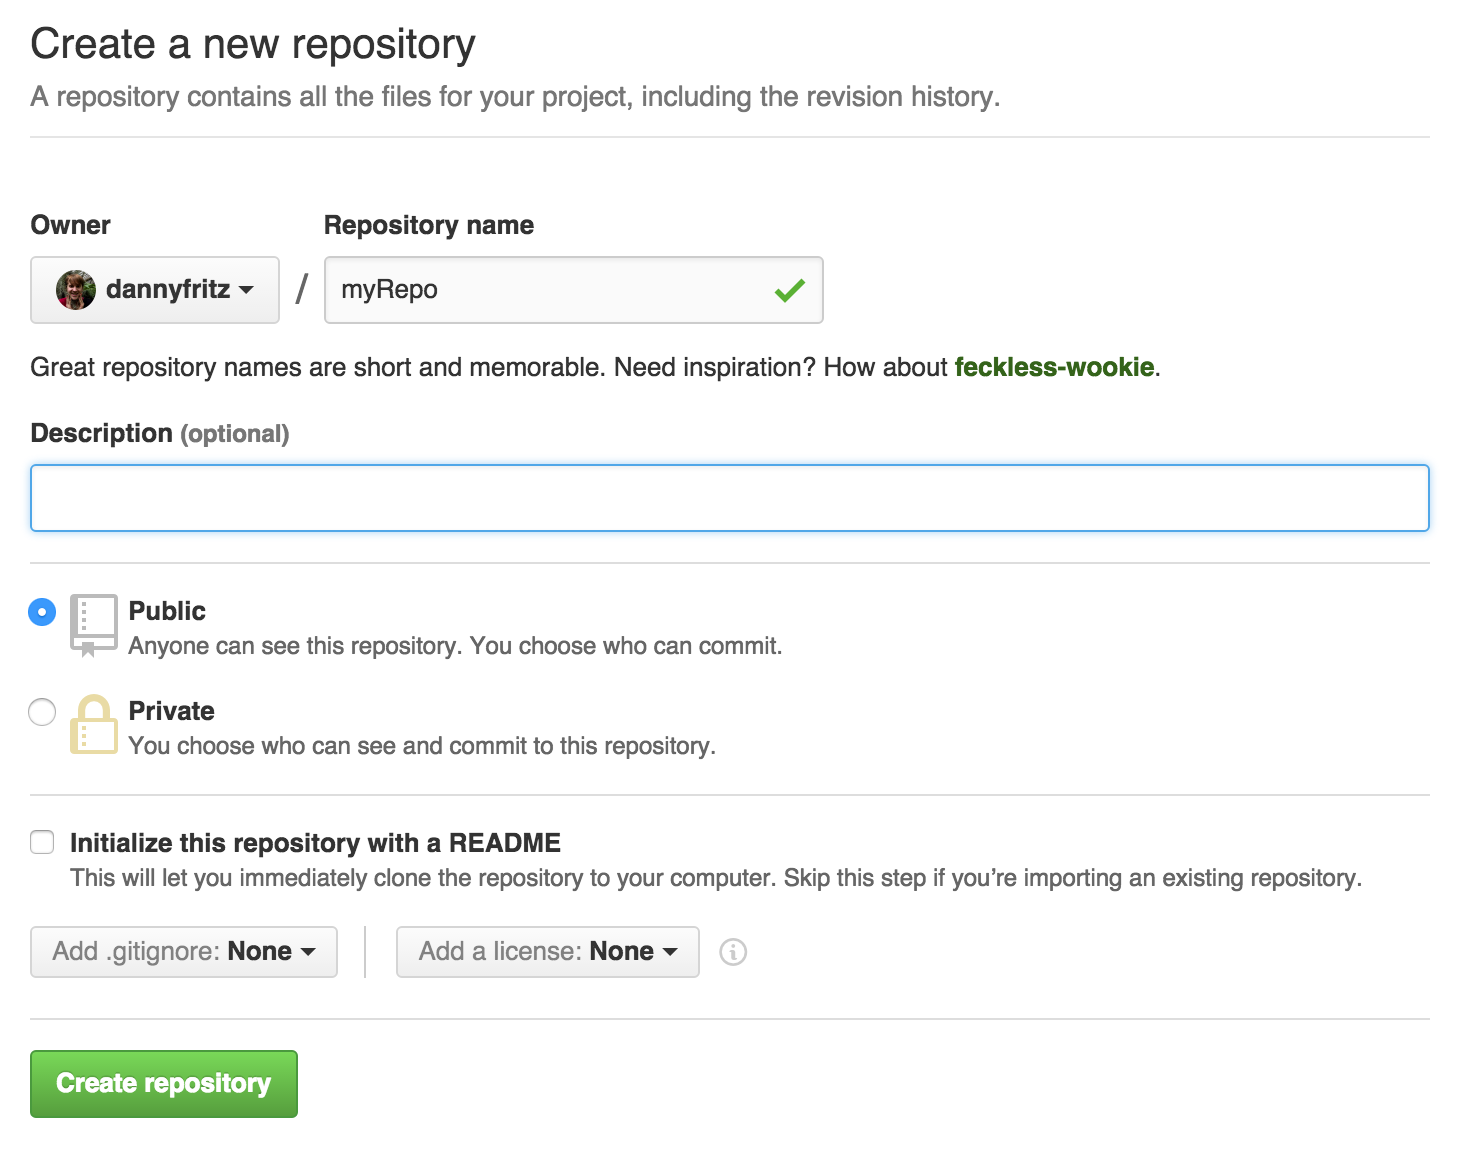 Create a new repository
A repository contains all the files for your project, including the revision history.
Owner
Repository name
dannyfritz / myRepo
Great repository names are short and memorable. Need inspiration? How about feckless-wookie.
Description (optional)
Public
Anyone can see this repository. You choose who can commit.
Private
You choose who can see and commit to this repository.
Initialize this repository with a README
This will let you immediately clone the repository to your computer. Skip this step if you’re importing an existing repository.
Add .gitignore: None
Add a license: None
Create repository